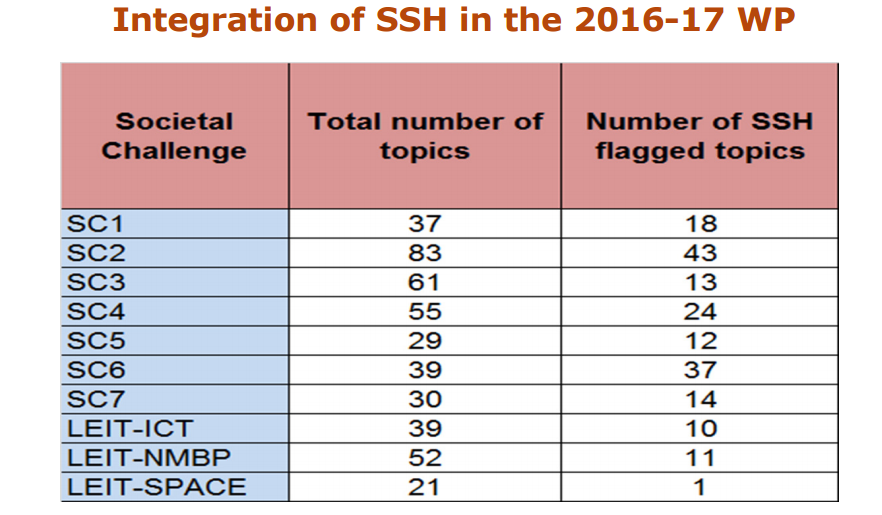 Integration of SSH in the 2016-17 WP
Societal Challenge Total number of topics Number of SSH flagged topics
SC1 37 18
SC2 83 43
SC3 61 13
SC4 55 24
SC5 29 12
SC6 39 37
SC7 30 14
LEIT-ICT 39 10
LEIT-NMBP 52 11
LEIT-SPACE 21 1